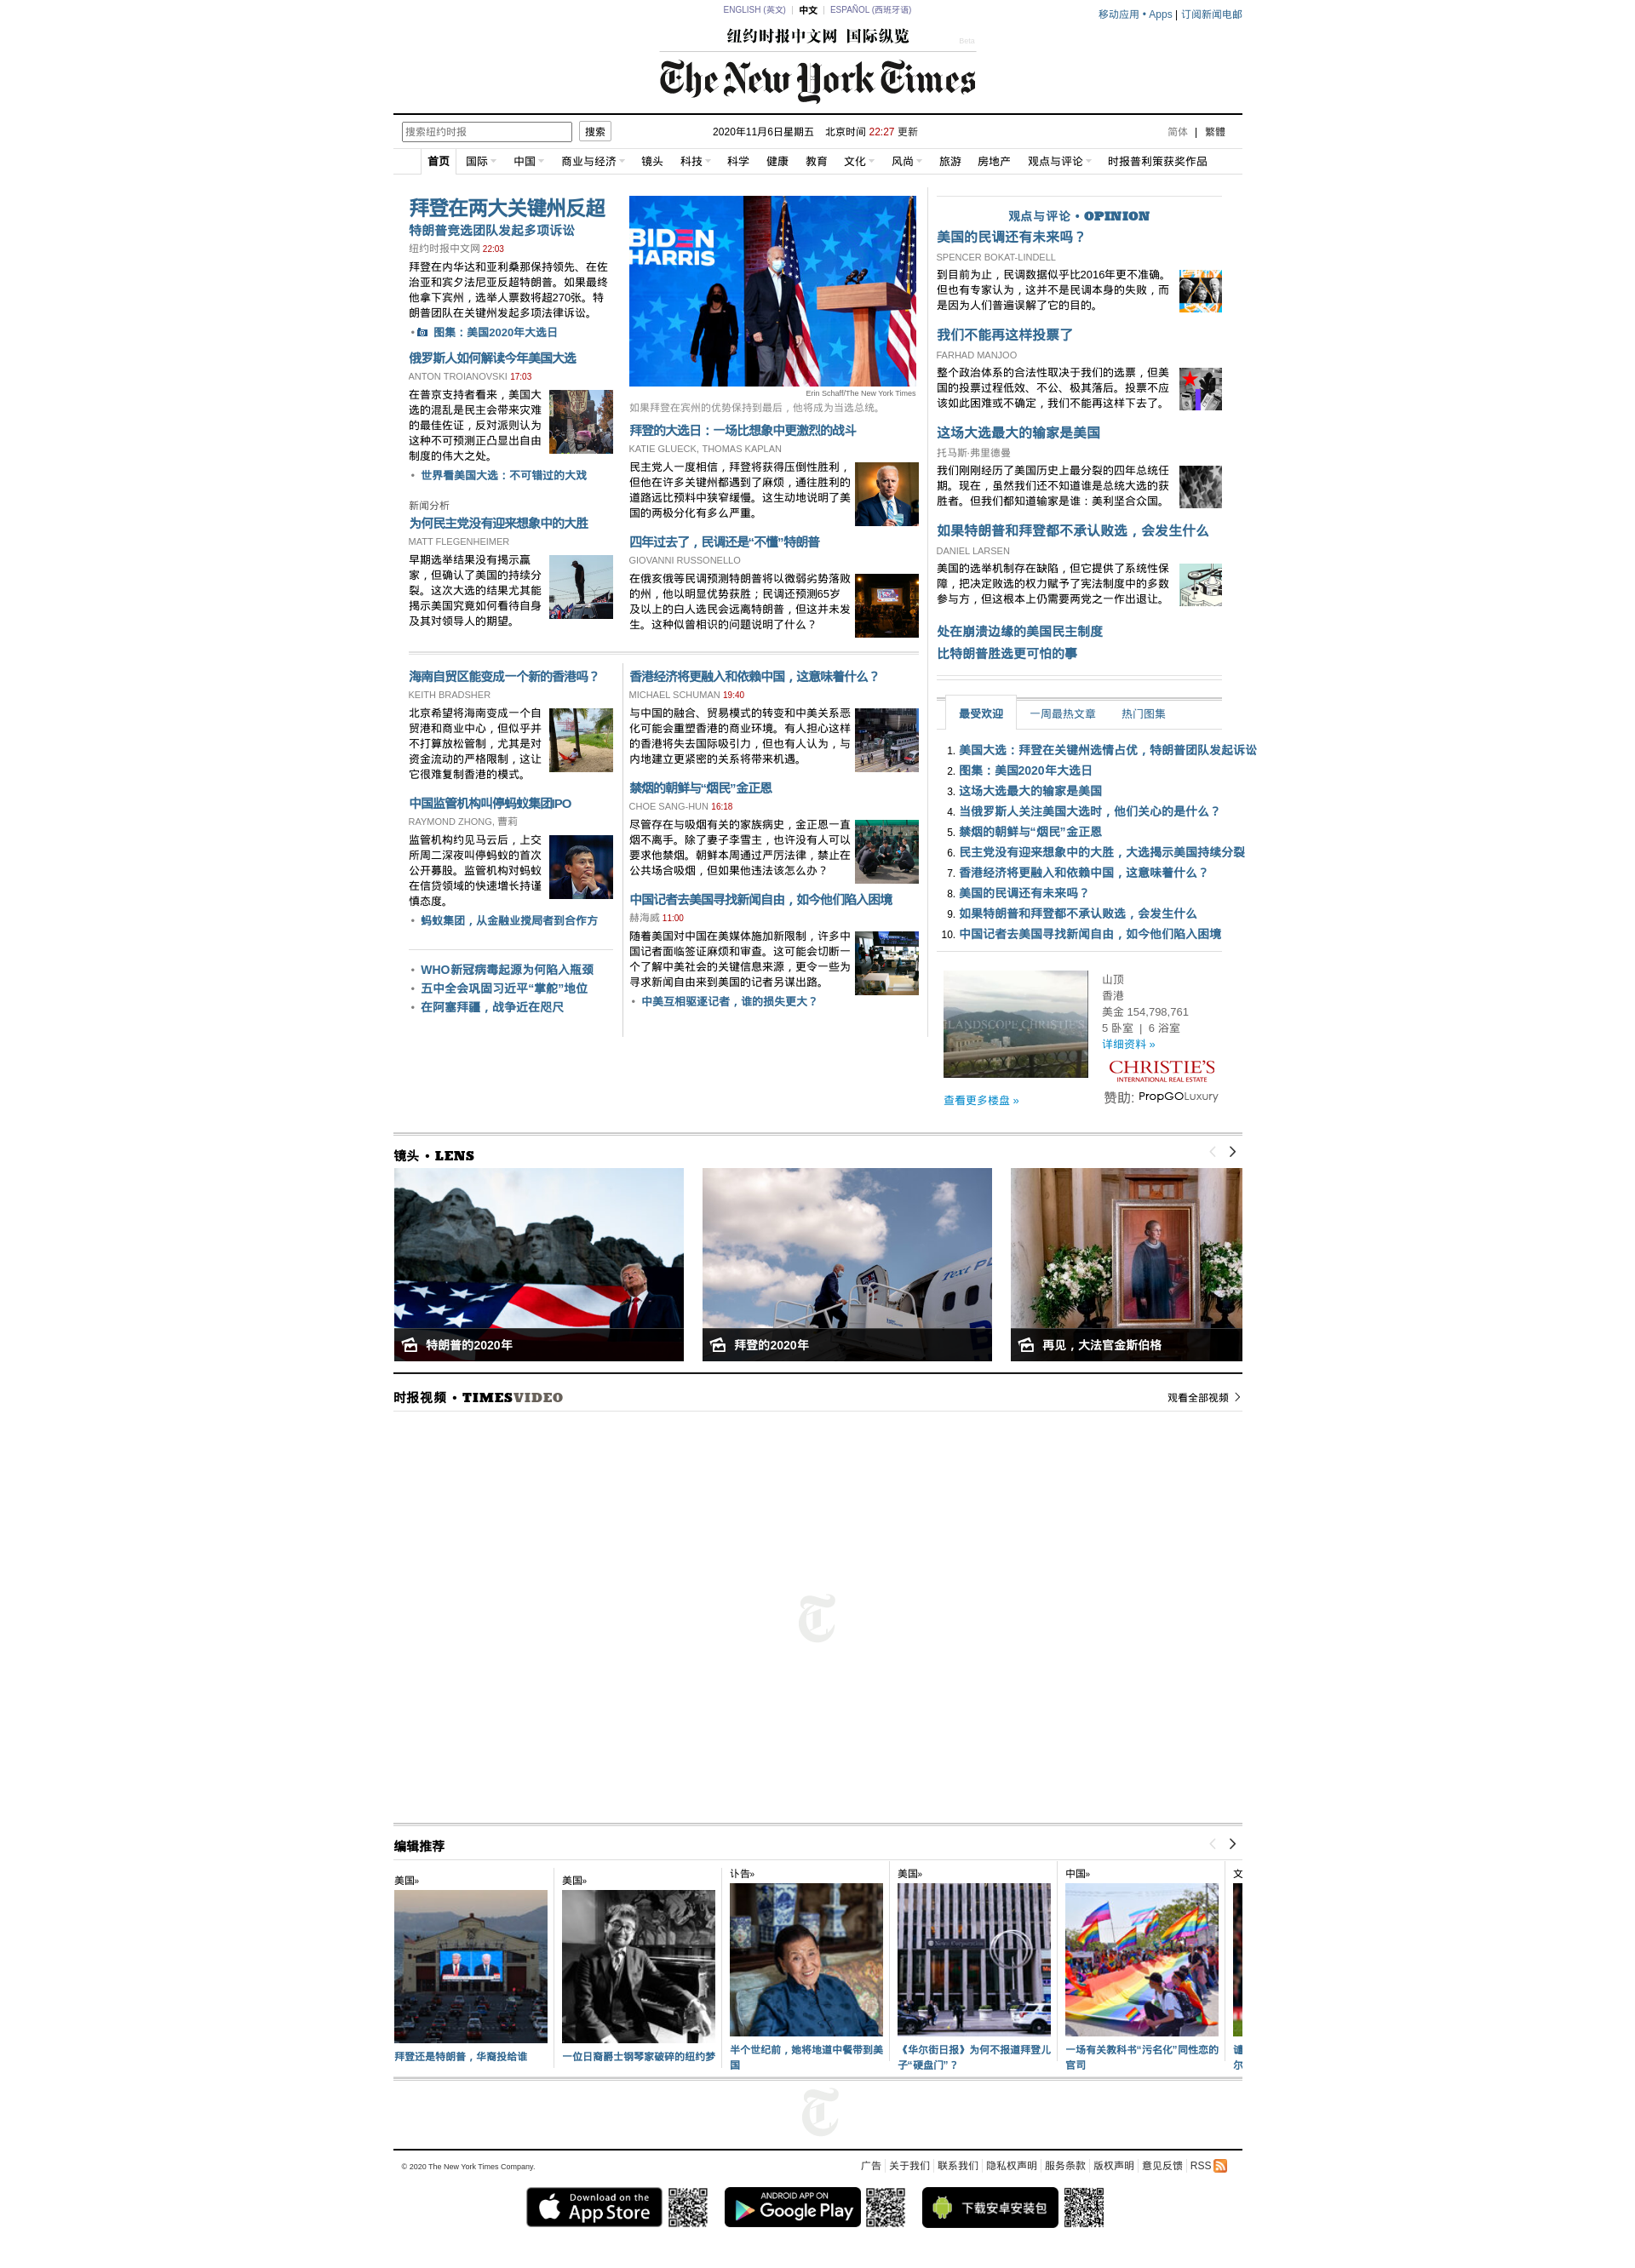 ENGLISH (英文) | 中文 | ESPAÑOL (西班牙语)
移动应用 • Apps | 订阅新闻电邮
纽约时报中文网 国际纵览
Beta
The New York Times
搜索纽约时报
搜索
2020年11月6日星期五 北京时间 22:27 更新
简体 | 繁體
首页 国际 中国 商业与经济 镜头 科技 科学 健康 教育 文化 风尚 旅游 房地产 观点与评论 时报普利策获奖作品
拜登在两大关键州反超
特朗普竞选团队发起多项诉讼
纽约时报中文网 22:03
拜登在内华达和亚利桑那保持领先、在佐
治亚和宾夕法尼亚反超特朗普。如果最终
他拿下宾州，选举人票数将超270张。特
朗普团队在关键州发起多项法律诉讼。
• 图集：美国2020年大选日
俄罗斯人如何解读今年美国大选
ANTON TROIANOVSKI 17:03
在普京支持者看来，美国大
选的混乱是民主会带来灾难
的最佳佐证，反对派则认为
这种不可预测正凸显出自由
制度的伟大之处。
• 世界看美国大选：不可错过的大戏
新闻分析
为何民主党没有迎来想象中的大胜
MATT FLEGENHEIMER
早期选举结果没有揭示赢
家，但确认了美国的持续分
裂。这次大选的结果尤其能
揭示美国究竟如何看待自身
及其对领导人的期望。
BIDEN
HARRIS
Erin Schaff/The New York Times
如果拜登在宾州的优势保持到最后，他将成为当选总统。
拜登的大选日：一场比想象中更激烈的战斗
KATIE GLUECK, THOMAS KAPLAN
民主党人一度相信，拜登将获得压倒性胜利，
但他在许多关键州都遇到了麻烦，通往胜利的
道路远比预料中狭窄缓慢。这生动地说明了美
国的两极分化有多么严重。
四年过去了，民调还是“不懂”特朗普
GIOVANNI RUSSONELLO
在俄亥俄等民调预测特朗普将以微弱劣势落败
的州，他以明显优势获胜；民调还预测65岁
及以上的白人选民会远离特朗普，但这并未发
生。这种似曾相识的问题说明了什么？
海南自贸区能变成一个新的香港吗？
KEITH BRADSHER
北京希望将海南变成一个自
贸港和商业中心，但似乎并
不打算放松管制，尤其是对
资金流动的严格限制，这让
它很难复制香港的模式。
中国监管机构叫停蚂蚁集团IPO
RAYMOND ZHONG, 曹莉
监管机构约见马云后，上交
所周二深夜叫停蚂蚁的首次
公开募股。监管机构对蚂蚁
在信贷领域的快速增长持谨
慎态度。
• 蚂蚁集团，从金融业搅局者到合作方
• WHO新冠病毒起源为何陷入瓶颈
• 五中全会巩固习近平“掌舵”地位
• 在阿塞拜疆，战争近在咫尺
香港经济将更融入和依赖中国，这意味着什么？
MICHAEL SCHUMAN 19:40
与中国的融合、贸易模式的转变和中美关系恶
化可能会重塑香港的商业环境。有人担心这样
的香港将失去国际吸引力，但也有人认为，与
内地建立更紧密的关系将带来机遇。
禁烟的朝鲜与“烟民”金正恩
CHOE SANG-HUN 16:18
尽管存在与吸烟有关的家族病史，金正恩一直
烟不离手。除了妻子李雪主，也许没有人可以
要求他禁烟。朝鲜本周通过严厉法律，禁止在
公共场合吸烟，但如果他违法该怎么办？
中国记者去美国寻找新闻自由，如今他们陷入困境
赫海威 11:00
随着美国对中国在美媒体施加新限制，许多中
国记者面临签证麻烦和审查。这可能会切断一
个了解中美社会的关键信息来源，更令一些为
寻求新闻自由来到美国的记者另谋出路。
• 中美互相驱逐记者，谁的损失更大？
观点与评论 • OPINION
美国的民调还有未来吗？
SPENCER BOKAT-LINDELL
到目前为止，民调数据似乎比2016年更不准确。
但也有专家认为，这并不是民调本身的失败，而
是因为人们普遍误解了它的目的。
我们不能再这样投票了
FARHAD MANJOO
整个政治体系的合法性取决于我们的选票，但美
国的投票过程低效、不公、极其落后。投票不应
该如此困难或不确定，我们不能再这样下去了。
这场大选最大的输家是美国
托马斯·弗里德曼
我们刚刚经历了美国历史上最分裂的四年总统任
期。现在，虽然我们还不知道谁是总统大选的获
胜者。但我们都知道输家是谁：美利坚合众国。
如果特朗普和拜登都不承认败选，会发生什么
DANIEL LARSEN
美国的选举机制存在缺陷，但它提供了系统性保
障，把决定败选的权力赋予了宪法制度中的多数
参与方，但这根本上仍需要两党之一作出退让。
处在崩溃边缘的美国民主制度
比特朗普胜选更可怕的事
最受欢迎 一周最热文章 热门图集
1. 美国大选：拜登在关键州选情占优，特朗普团队发起诉讼
2. 图集：美国2020年大选日
3. 这场大选最大的输家是美国
4. 当俄罗斯人关注美国大选时，他们关心的是什么？
5. 禁烟的朝鲜与“烟民”金正恩
6. 民主党没有迎来想象中的大胜，大选揭示美国持续分裂
7. 香港经济将更融入和依赖中国，这意味着什么？
8. 美国的民调还有未来吗？
9. 如果特朗普和拜登都不承认败选，会发生什么
10. 中国记者去美国寻找新闻自由，如今他们陷入困境
LANDSCOPE CHRISTIE'S
山顶
香港
美金 154,798,761
5 卧室 | 6 浴室
详细资料 »
CHRISTIE'S
INTERNATIONAL REAL ESTATE
查看更多楼盘 »
赞助: PropGOLuxury
镜头 • LENS
特朗普的2020年
拜登的2020年
再见，大法官金斯伯格
时报视频 • TIMESVIDEO
观看全部视频
编辑推荐
美国»
拜登还是特朗普，华裔投给谁
美国»
一位日裔爵士钢琴家破碎的纽约梦
讣告»
半个世纪前，她将地道中餐带到美
国
美国»
《华尔街日报》为何不报道拜登儿
子“硬盘门”？
中国»
一场有关教科书“污名化”同性恋的
官司
文
谴
尔
© 2020 The New York Times Company.
广告 关于我们 联系我们 隐私权声明 服务条款 版权声明 意见反馈 RSS
Download on the
App Store
ANDROID APP ON
Google Play
下载安卓安装包